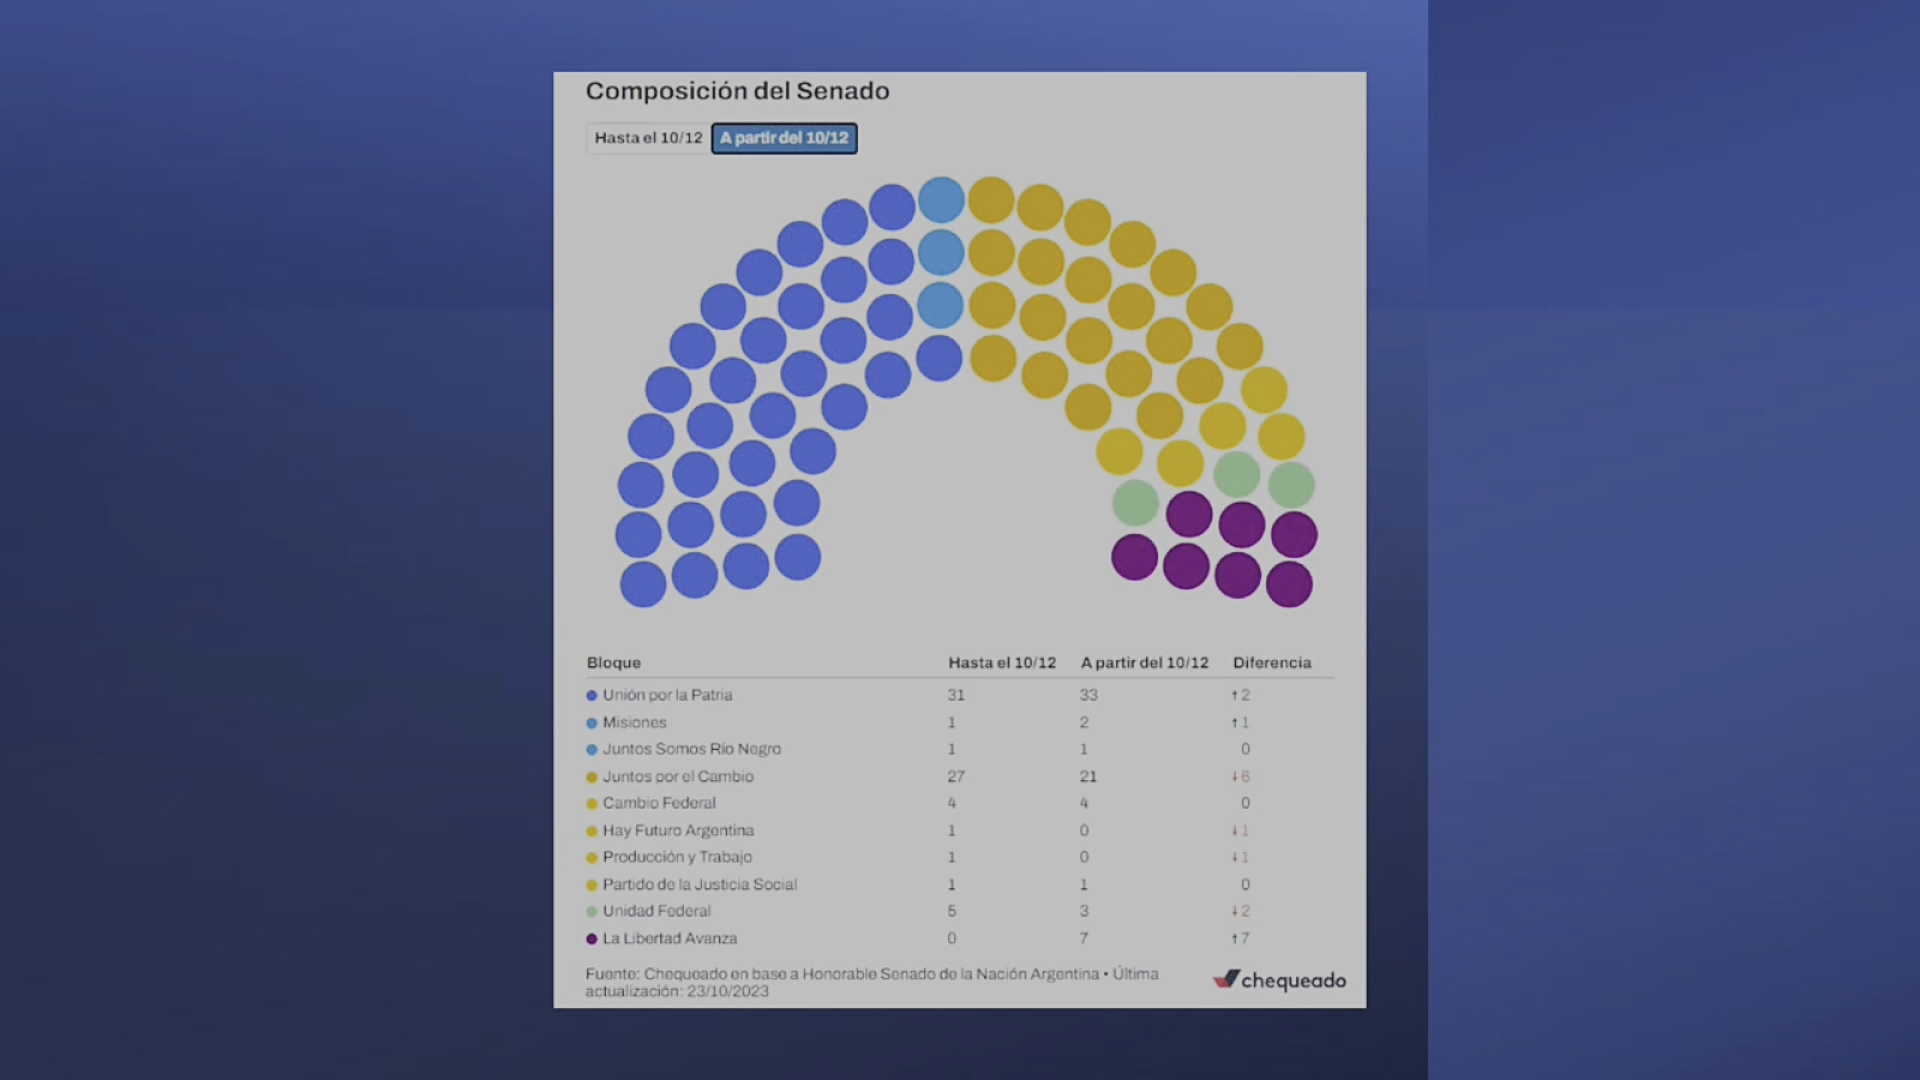 Composición del Senado
Hasta el 10/12 A partir del 10/12
Bloque Hasta el 10/12 A partir del 10/12 Diferencia
Unión por la Patria 31 33 ↑2
Misiones 1 2 ↑1
Juntos Somos Río Negro 1 1 0
Juntos por el Cambio 27 21 ↓6
Cambio Federal 4 4 0
Hay Futuro Argentina 1 0 ↓1
Producción y Trabajo 1 0 ↓1
Partido de la Justicia Social 1 1 0
Unidad Federal 5 3 ↓2
La Libertad Avanza 0 7 ↑7
Fuente: Chequeado en base a Honorable Senado de la Nación Argentina • Última
actualización: 23/10/2023
chequeado